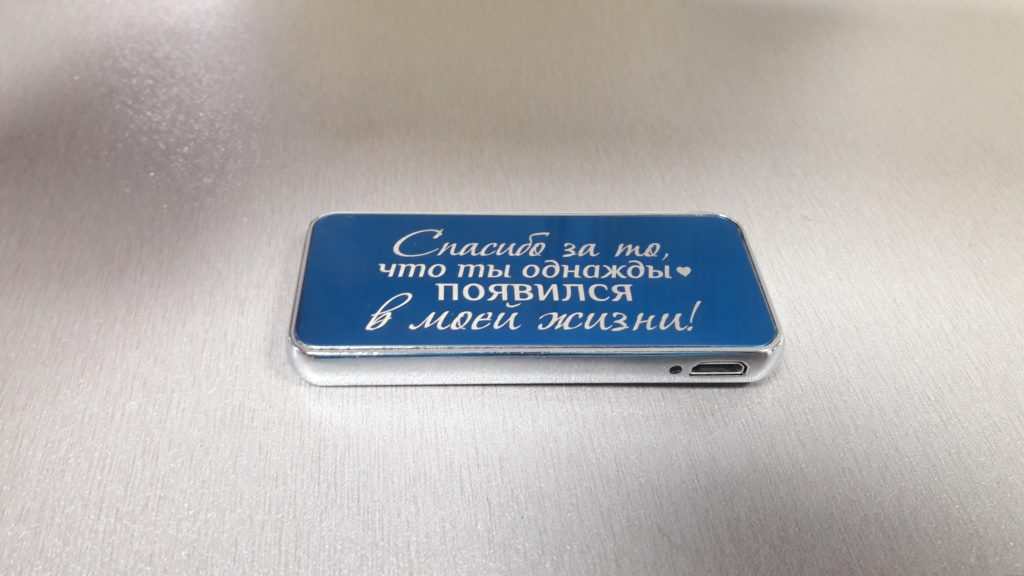 Спасибо за то,
что ты однажды♥
ПОЯВИЛСЯ
в моей жизни!